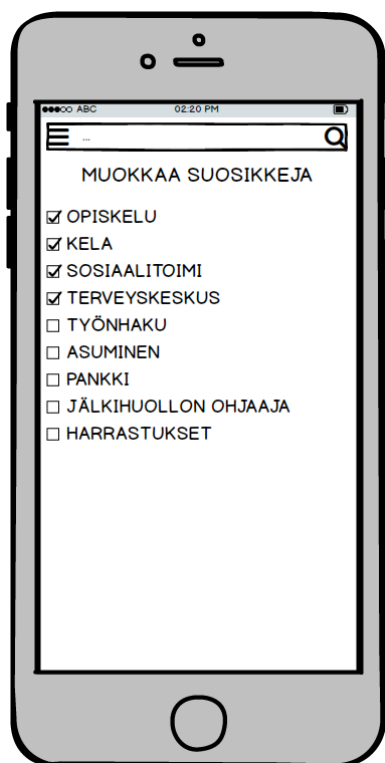 ABC 02:20 PM
...
MUOKKAA SUOSIKKEJA
OPISKELU
KELA
SOSIAALITOIMI
TERVEYSKESKUS
TYÖNHAKU
ASUMINEN
PANKKI
JÄLKIHUOLLON OHJAAJA
HARRASTUKSET